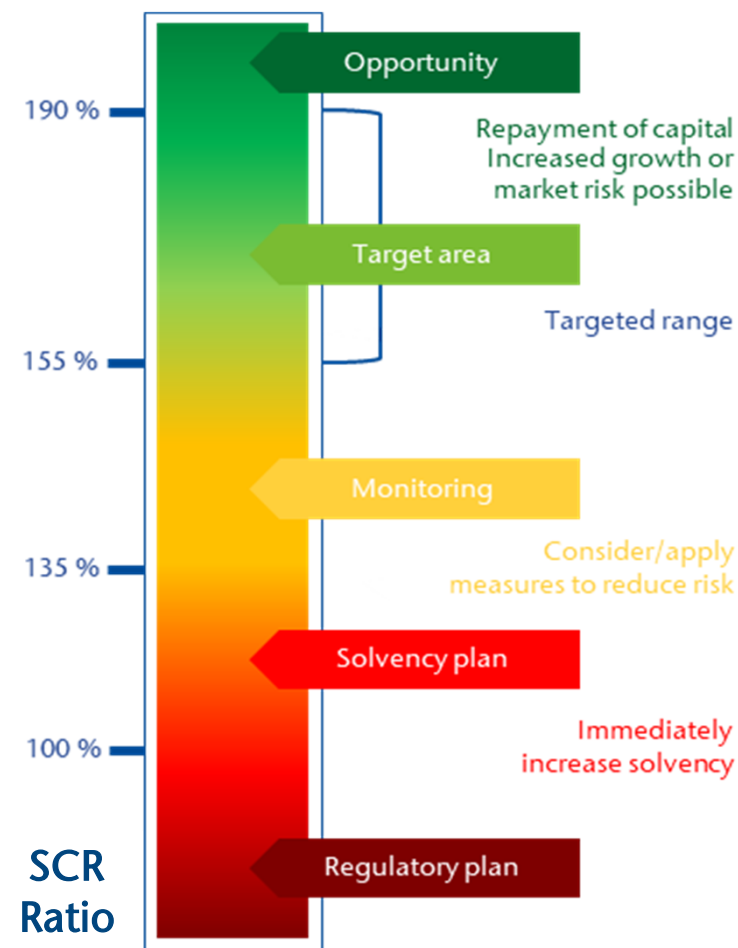 Opportunity
190 %
Repayment of capital
Increased growth or
market risk possible
Target area
Targeted range
155 %
Monitoring
Consider/apply
measures to reduce risk
135 %
Solvency plan
Immediately
increase solvency
100 %
Regulatory plan
SCR
Ratio